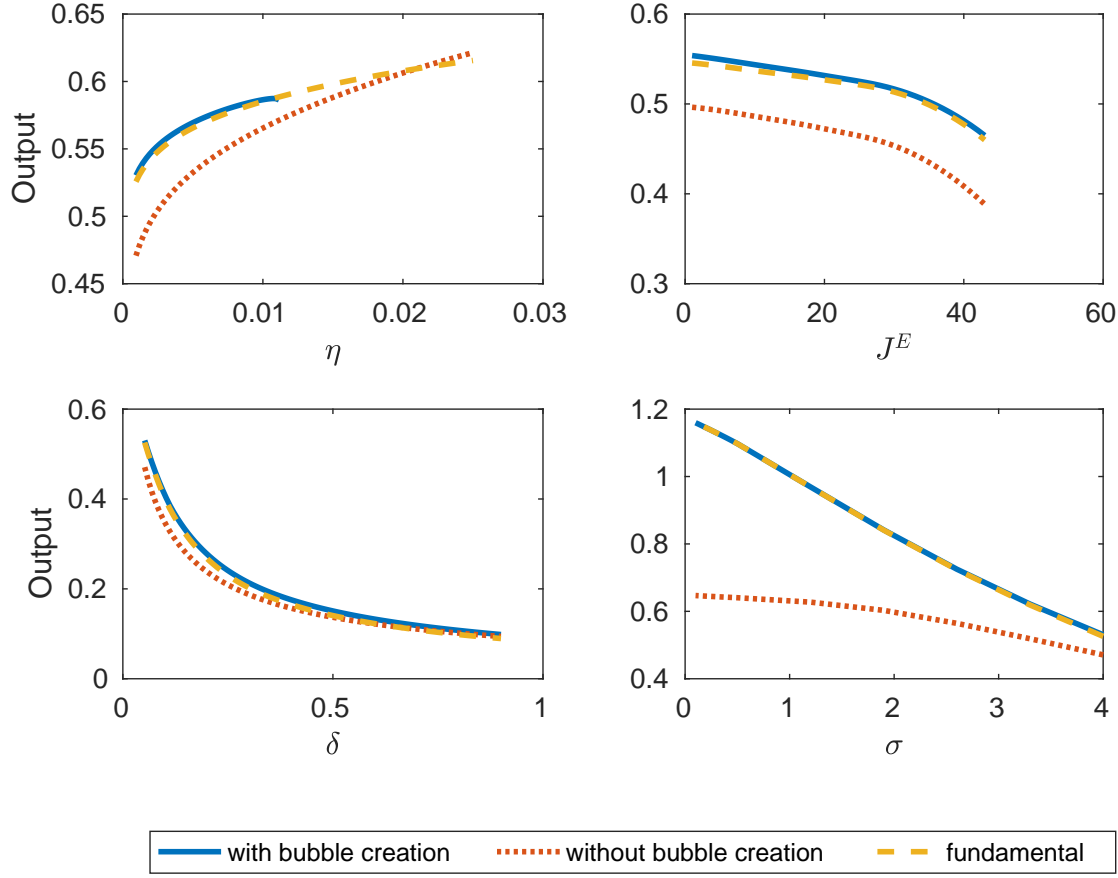 0.65
0.6
0.55
0.5
0.45
Output
0 0.01 0.02 0.03
η
0.6
0.5
0.4
0.3
0 20 40 60
J^E
0.6
0.4
0.2
0
Output
0 0.5 1
δ
1.2
1
0.8
0.6
0.4
0 1 2 3 4
σ
with bubble creation without bubble creation fundamental